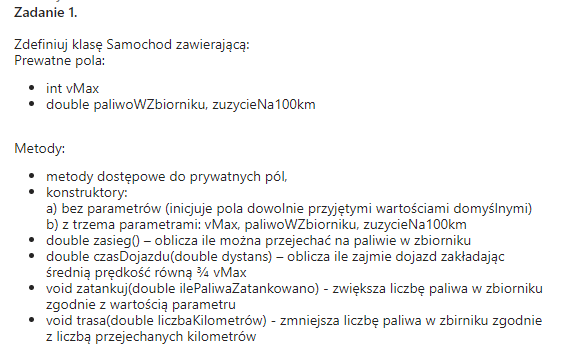 Zadanie 1.
Zdefiniuj klasę Samochod zawierającą:
Prewatne pola:
• int vMax
• double paliwoWZbiorniku, zuzycieNa100km
Metody:
• metody dostępowe do prywatnych pól,
• konstruktory:
a) bez parametrów (inicjuje pola dowolnie przyjętymi wartościami domyślnymi)
b) z trzema parametrami: vMax, paliwoWZbiorniku, zuzycieNa100km
• double zasieg() – oblicza ile można przejechać na paliwie w zbiorniku
• double czasDojazdu(double dystans) – oblicza ile zajmie dojazd zakładając
średnią prędkość równą ¾ vMax
• void zatankuj(double ilePaliwaZatankowano) - zwiększa liczbę paliwa w zbiorniku
zgodnie z wartością parametru
• void trasa(double liczbaKilometrów) - zmniejsza liczbę paliwa w zbirniku zgodnie
z liczbą przejechanych kilometrów